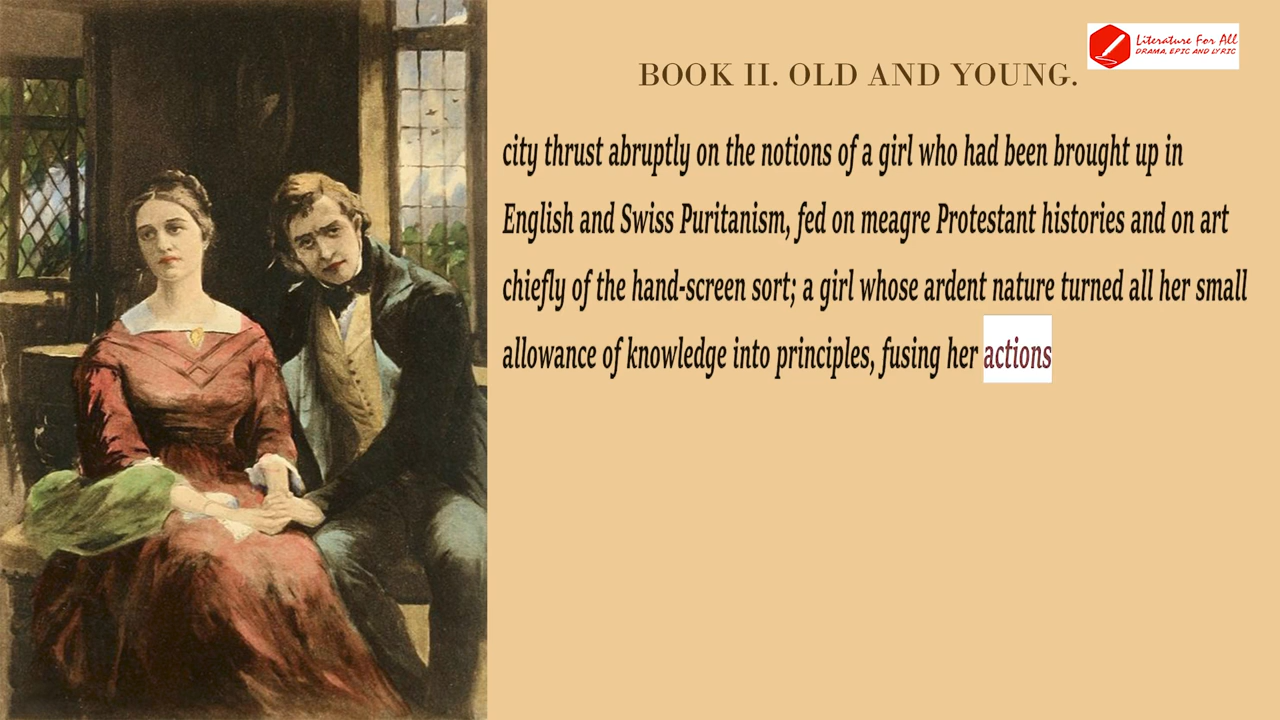 Literature For All
DRAMA, EPIC AND LYRIC
BOOK II. OLD AND YOUNG.
city thrust abruptly on the notions of a girl who had been brought up in
English and Swiss Puritanism, fed on meagre Protestant histories and on art
chiefly of the hand-screen sort; a girl whose ardent nature turned all her small
allowance of knowledge into principles, fusing her actions